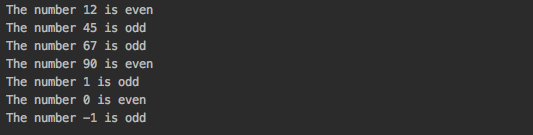 The number 12 is even
The number 45 is odd
The number 67 is odd
The number 90 is even
The number 1 is odd
The number 0 is even
The number -1 is odd